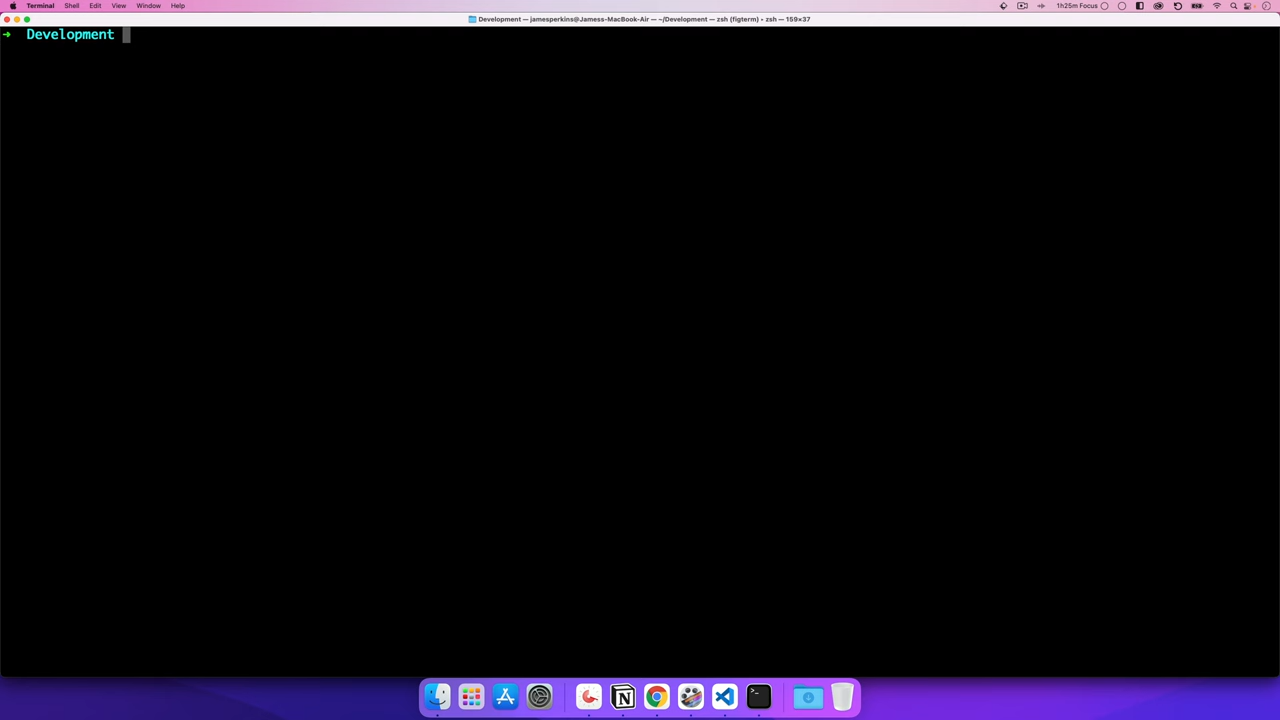 Terminal Shell Edit View Window Help 1h25m Focus
Development — jamesperkins@Jamess-MacBook-Air — ~/Development — zsh (figterm) • zsh — 159×37
➜ Development